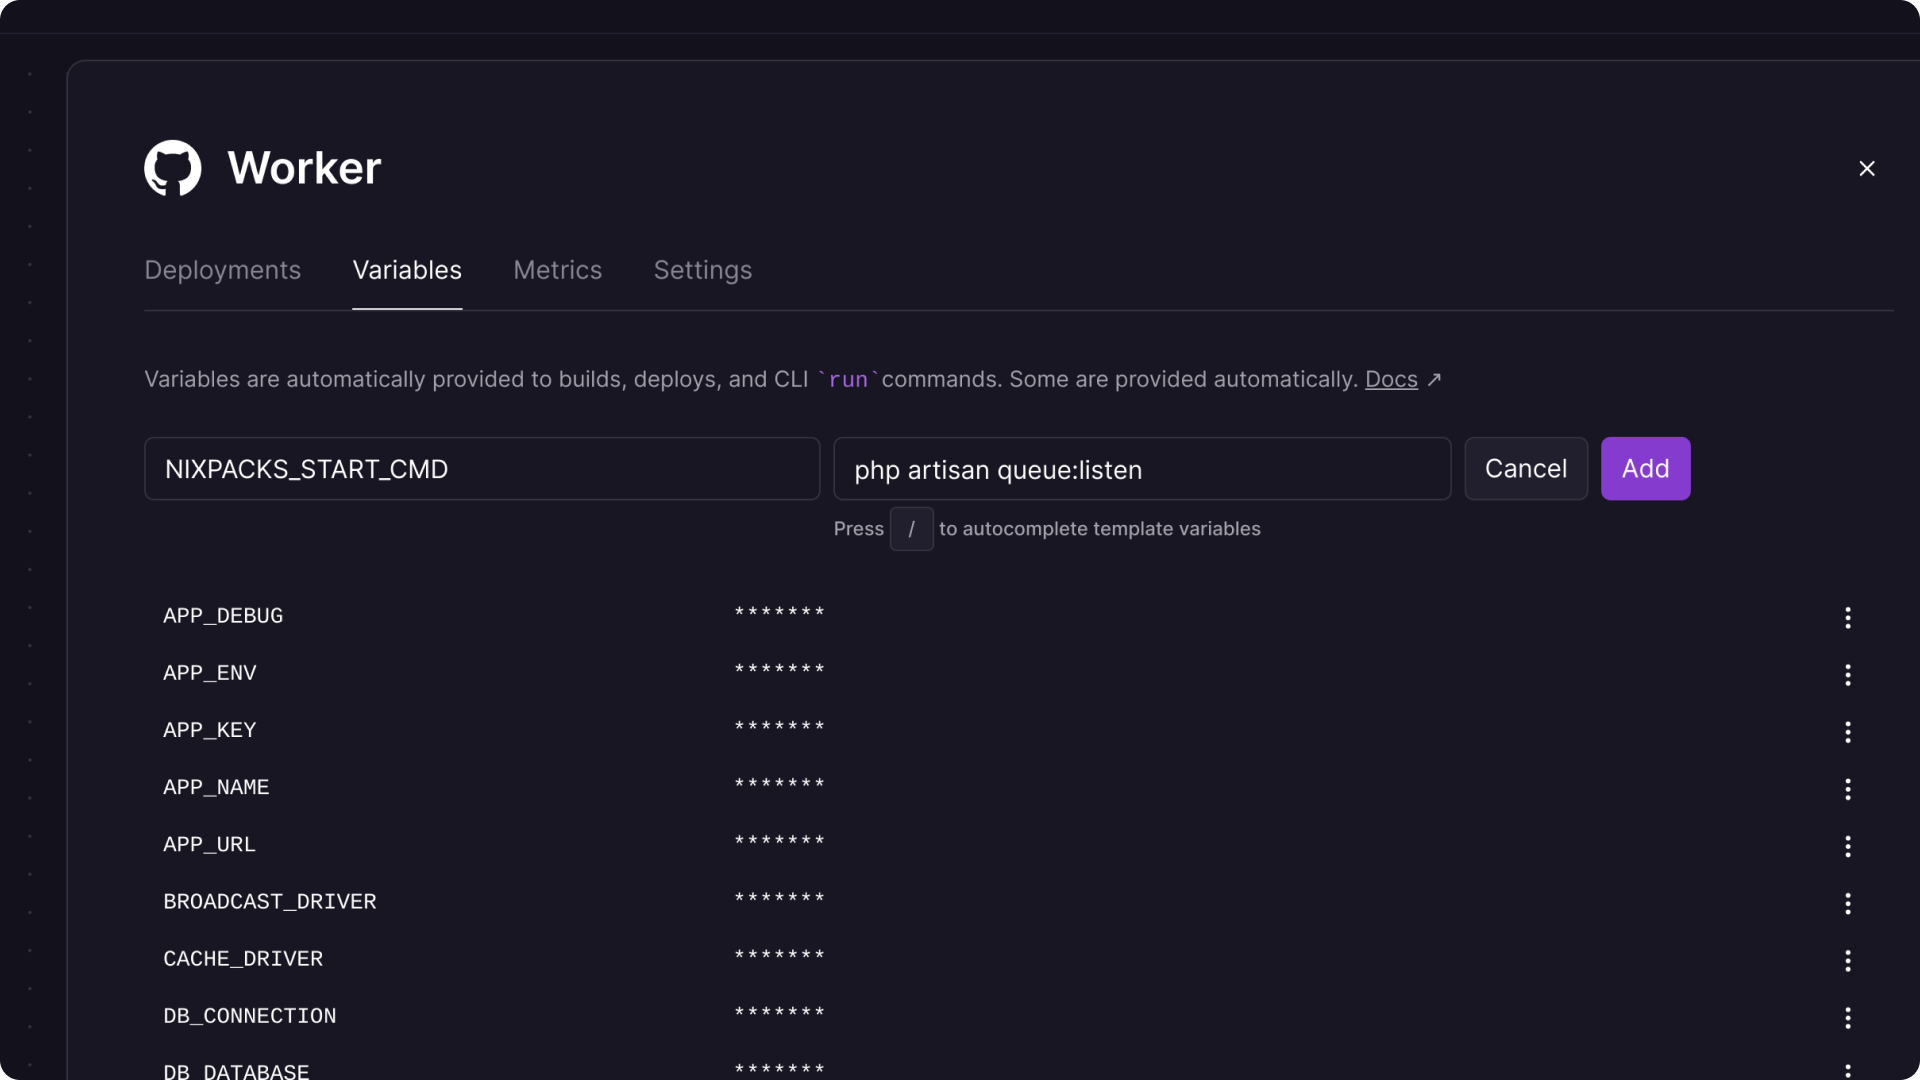 Worker
Deployments Variables Metrics Settings
Variables are automatically provided to builds, deploys, and CLI `run` commands. Some are provided automatically. Docs ↗
NIXPACKS_START_CMD php artisan queue:listen Cancel Add
Press / to autocomplete template variables
APP_DEBUG *******
APP_ENV *******
APP_KEY *******
APP_NAME *******
APP_URL *******
BROADCAST_DRIVER *******
CACHE_DRIVER *******
DB_CONNECTION *******
DB_DATABASE *******